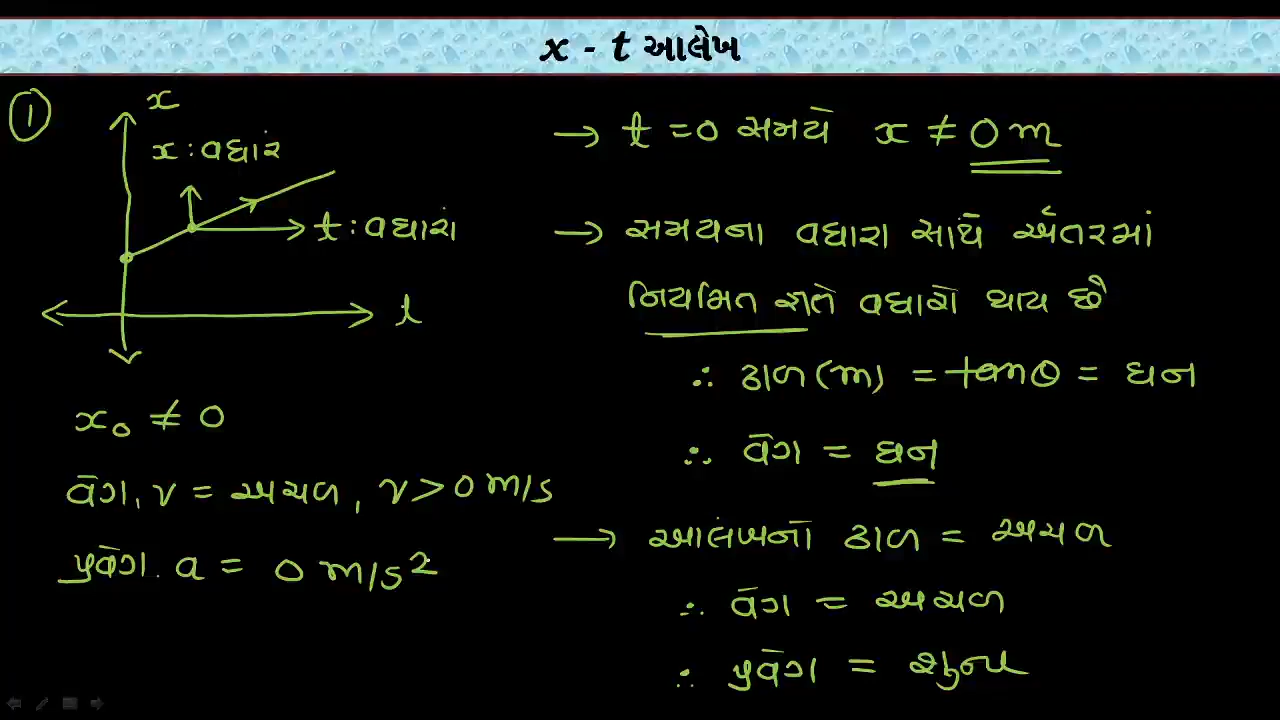 x - t આલેખ
①
x
x : વધારે
t : વધારો
t
x₀ ≠ 0
વેગ, v = અચળ, v > 0 m/s
પ્રવેગ. a = 0 m/s²
→ t = 0 સમયે x ≠ 0 m
→ સમયના વધારા સાથે અંતરમાં
નિયમિત રીતે વધારો થાય છે
∴ ઢાળ (m) = tanθ = ધન
∴ વેગ = ધન
→ આલેખનો ઢાળ = અચળ
∴ વેગ = અચળ
∴ પ્રવેગ = શૂન્ય